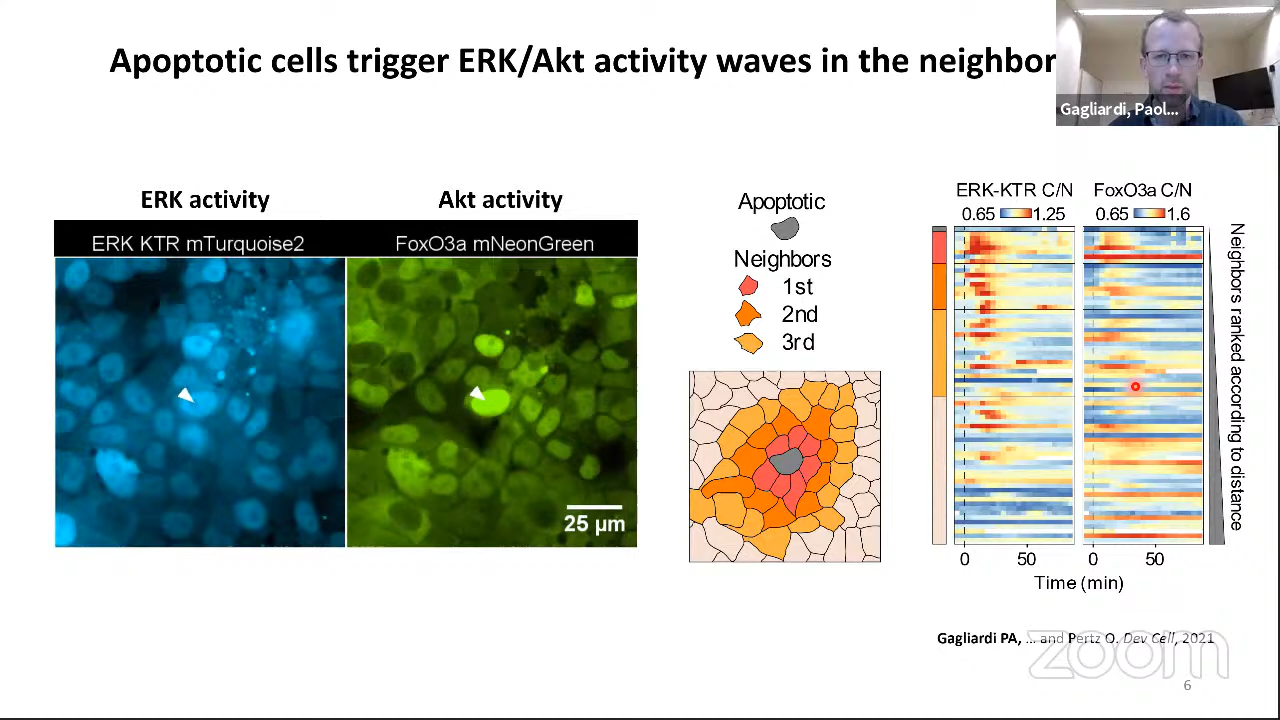 Apoptotic cells trigger ERK/Akt activity waves in the neighbor
Gagliardi, Paol...
ERK activity
Akt activity
ERK KTR mTurquoise2
FoxO3a mNeonGreen
25 µm
Apoptotic
Neighbors
1st
2nd
3rd
ERK-KTR C/N
FoxO3a C/N
0.65 1.25
0.65 1.6
Neighbors ranked according to distance
0 50
0 50
Time (min)
Gagliardi PA, ... and Pertz O. Dev Cell, 2021
zoom
6